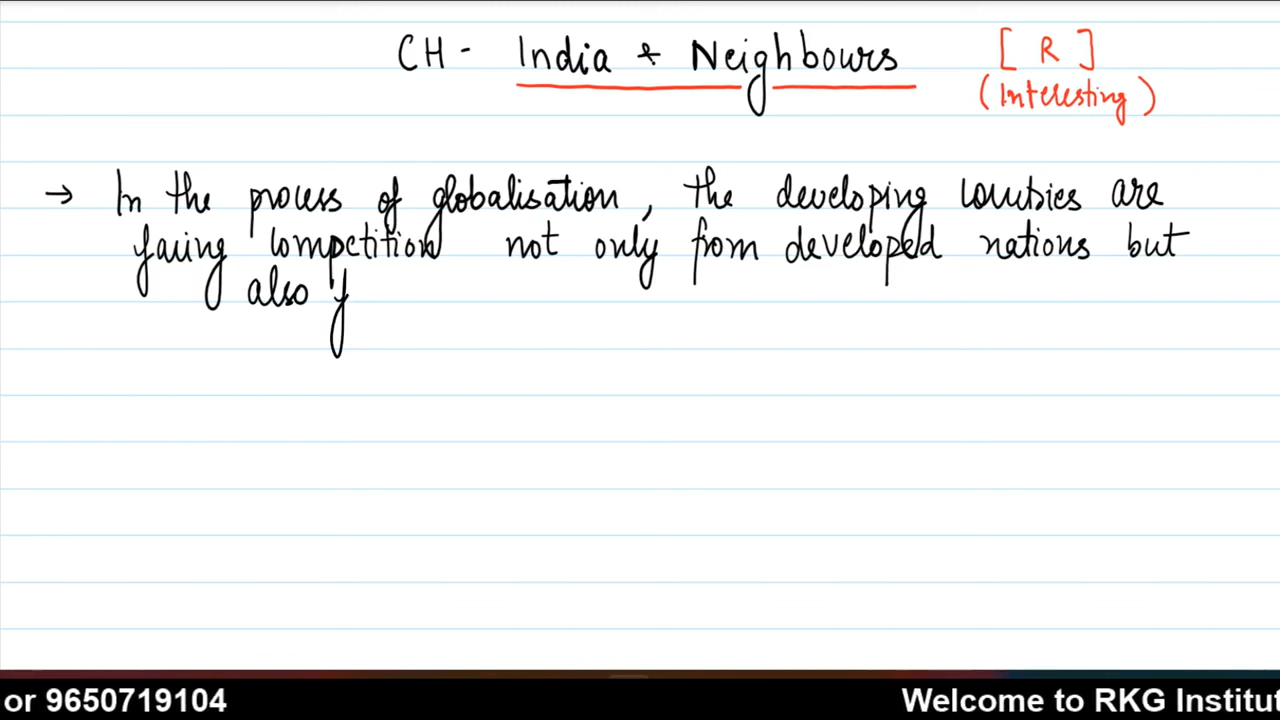 CH - India & Neighbours [ R ]
(Interesting)
→ In the process of globalisation, the developing countries are
facing competition not only from developed nations but
also f
or 9650719104 Welcome to RKG Institut